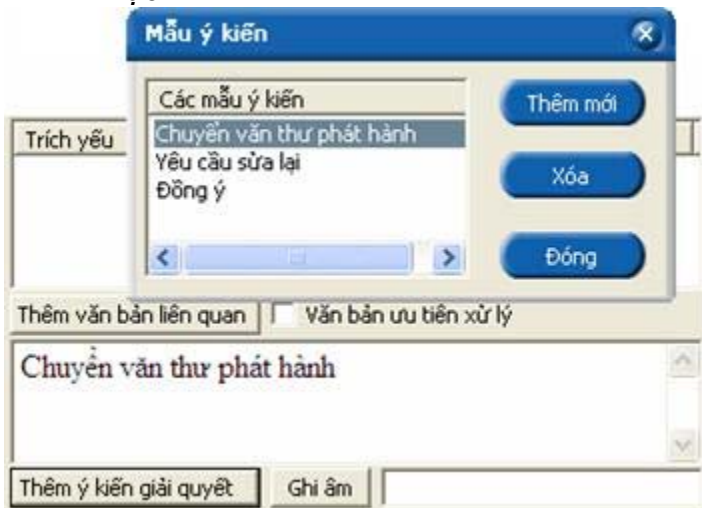 Mẫu ý kiến
Các mẫu ý kiến
Thêm mới
Trích yếu
Chuyển văn thư phát hành
Yêu cầu sửa lại
Xóa
Đồng ý
Đóng
Thêm văn bản liên quan
Văn bản ưu tiên xử lý
Chuyển văn thư phát hành
Thêm ý kiến giải quyết
Ghi âm